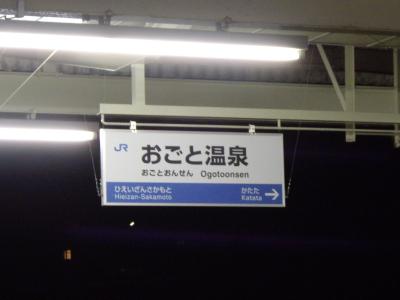 JR おごと温泉
おごとおんせん Ogotoonsen
ひえいざんさかもと かたた
Hieizan-Sakamoto Katata →